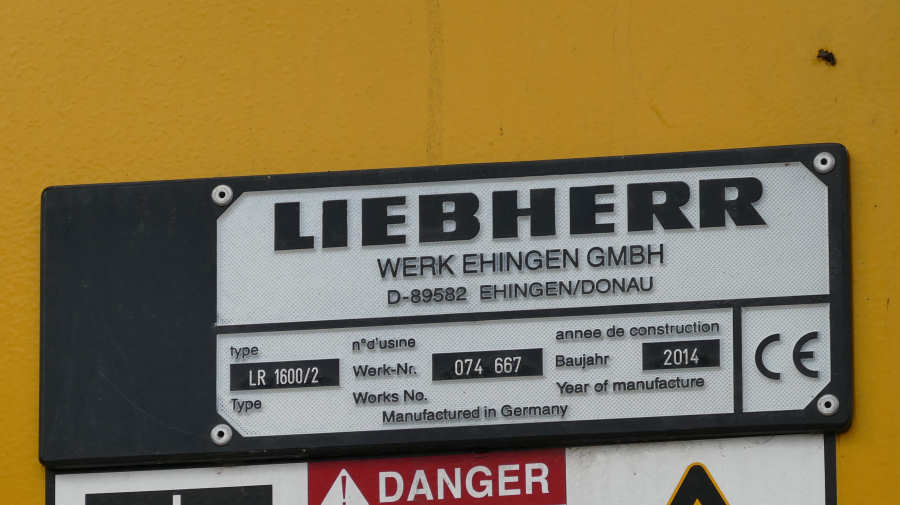 LIEBHERR
WERK EHINGEN GMBH
D-89582 EHINGEN/DONAU
type
LR 1600/2
Type
n°d'usine
Werk-Nr. 074 667
Works No.
annee de construction
Baujahr 2014
Year of manufacture
Manufactured in Germany
CE
DANGER